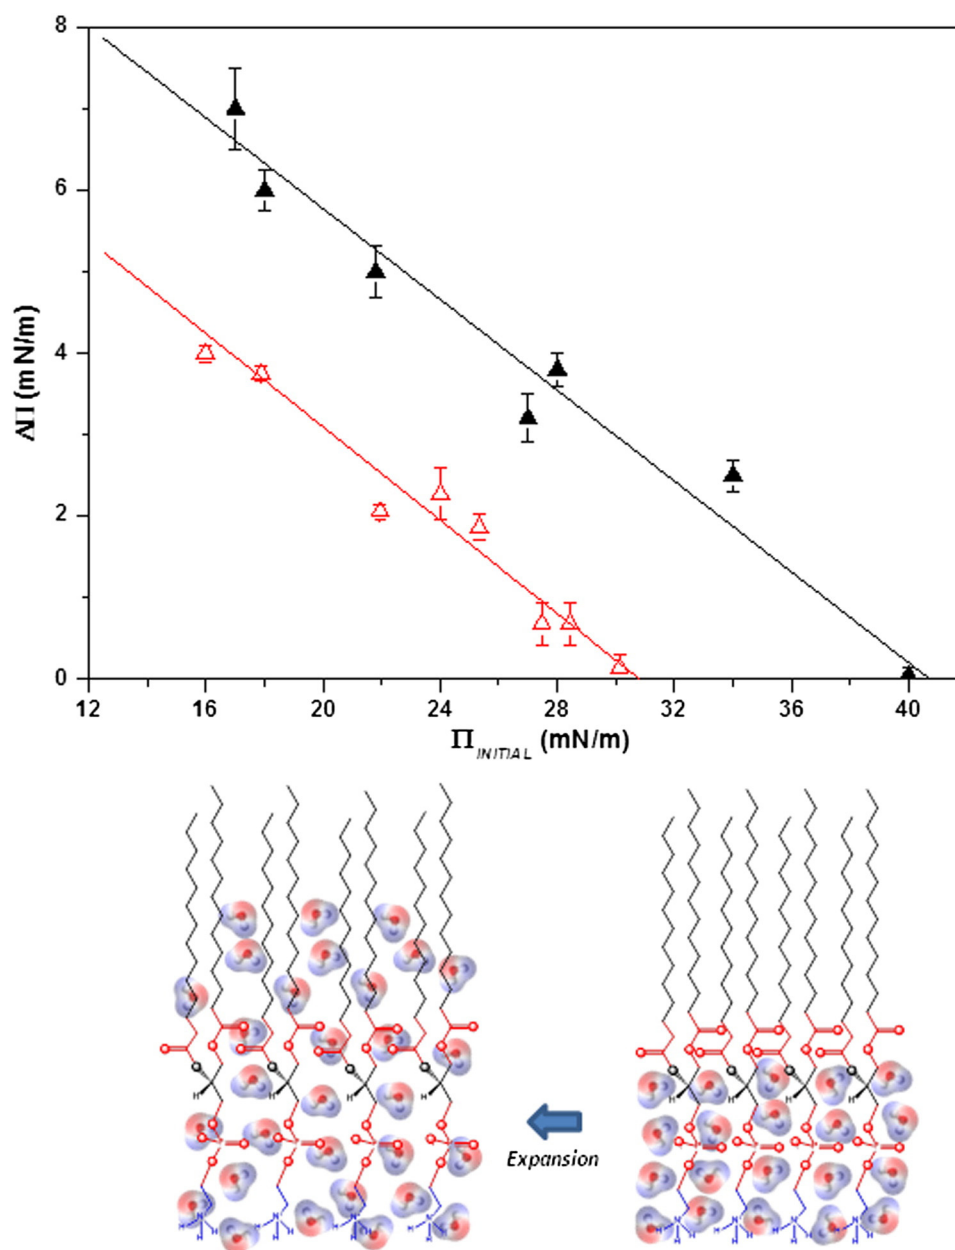 8
6
4
2
0
ΔΠ (mN/m)
12 16 20 24 28 32 36 40
Π INITIAL (mN/m)
Expansion
H H H H H H H H
P P P P P P P P
N N N N N N N N
H H H H H H H H H H H H H H H H
H H H H H H H H